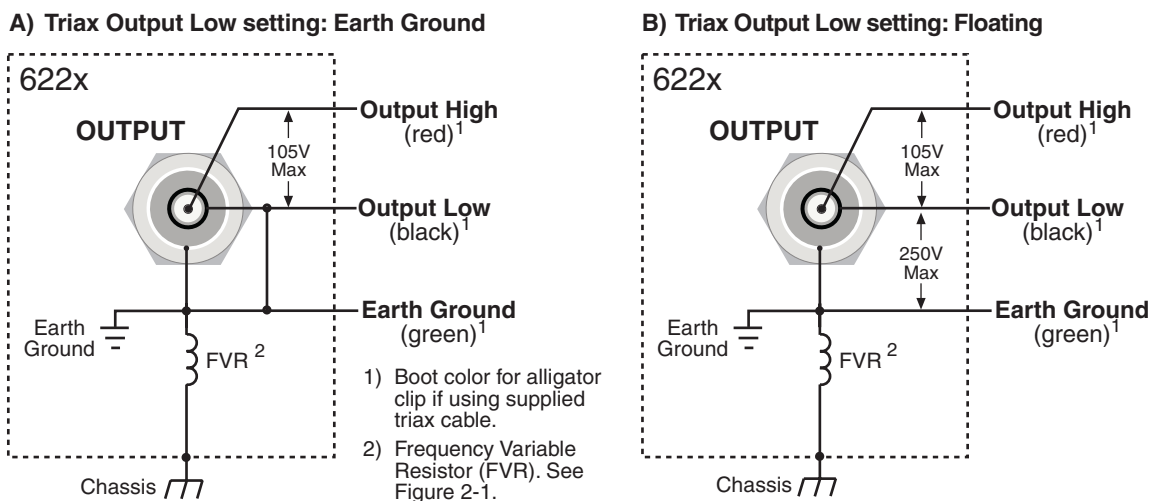 A) Triax Output Low setting: Earth Ground
622x
OUTPUT
Output High
(red)1
105V
Max
Output Low
(black)1
Earth Ground
(green)1
Earth
Ground
FVR 2
1) Boot color for alligator
clip if using supplied
triax cable.
2) Frequency Variable
Resistor (FVR). See
Figure 2-1.
Chassis
B) Triax Output Low setting: Floating
622x
OUTPUT
Output High
(red)1
105V
Max
Output Low
(black)1
250V
Max
Earth Ground
(green)1
Earth
Ground
FVR 2
Chassis